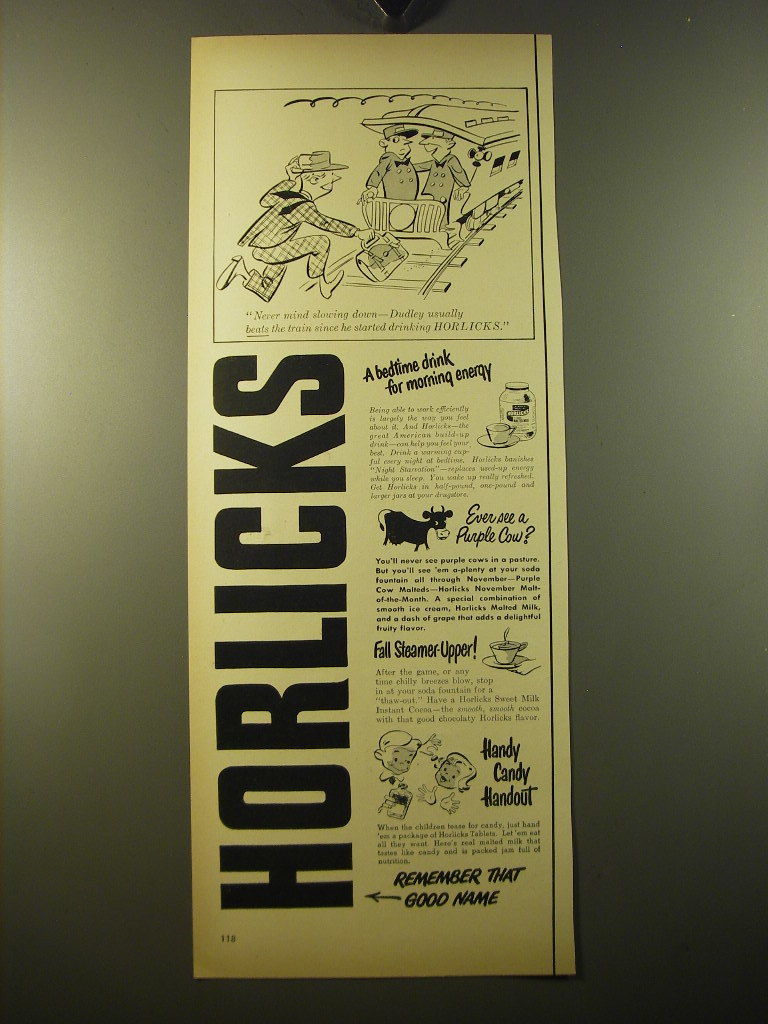 "Never mind slowing down—Dudley usually
beats the train since he started drinking HORLICKS."
HORLICKS
A bedtime drink
for morning energy
Being able to work efficiently
is largely the way you feel
about it. And Horlicks—the
great American build-up
drink—can help you feel your
best. Drink a warming cup-
ful every night at bedtime. Horlicks banishes
"Night Starvation"—replaces used-up energy
while you sleep. You wake up really refreshed.
Get Horlicks in half-pound, one-pound and
larger jars at your drugstore.
HORLICKS
Ever see a
Purple Cow?
You'll never see purple cows in a pasture.
But you'll see 'em a-plenty at your soda
fountain all through November—Purple
Cow Malteds—Horlicks November Malt-
of-the-Month. A special combination of
smooth ice cream, Horlicks Malted Milk,
and a dash of grape that adds a delightful
fruity flavor.
Fall Steamer-Upper!
After the game, or any
time chilly breezes blow, stop
in at your soda fountain for a
"thaw-out." Have a Horlicks Sweet Milk
Instant Cocoa—the smooth, smooth cocoa
with that good chocolaty Horlicks flavor.
Handy
Candy
Handout
When the children tease for candy, just hand
'em a package of Horlicks Tablets. Let 'em eat
all they want. Here's real malted milk that
tastes like candy and is packed jam full of
nutrition.
REMEMBER THAT
GOOD NAME
118